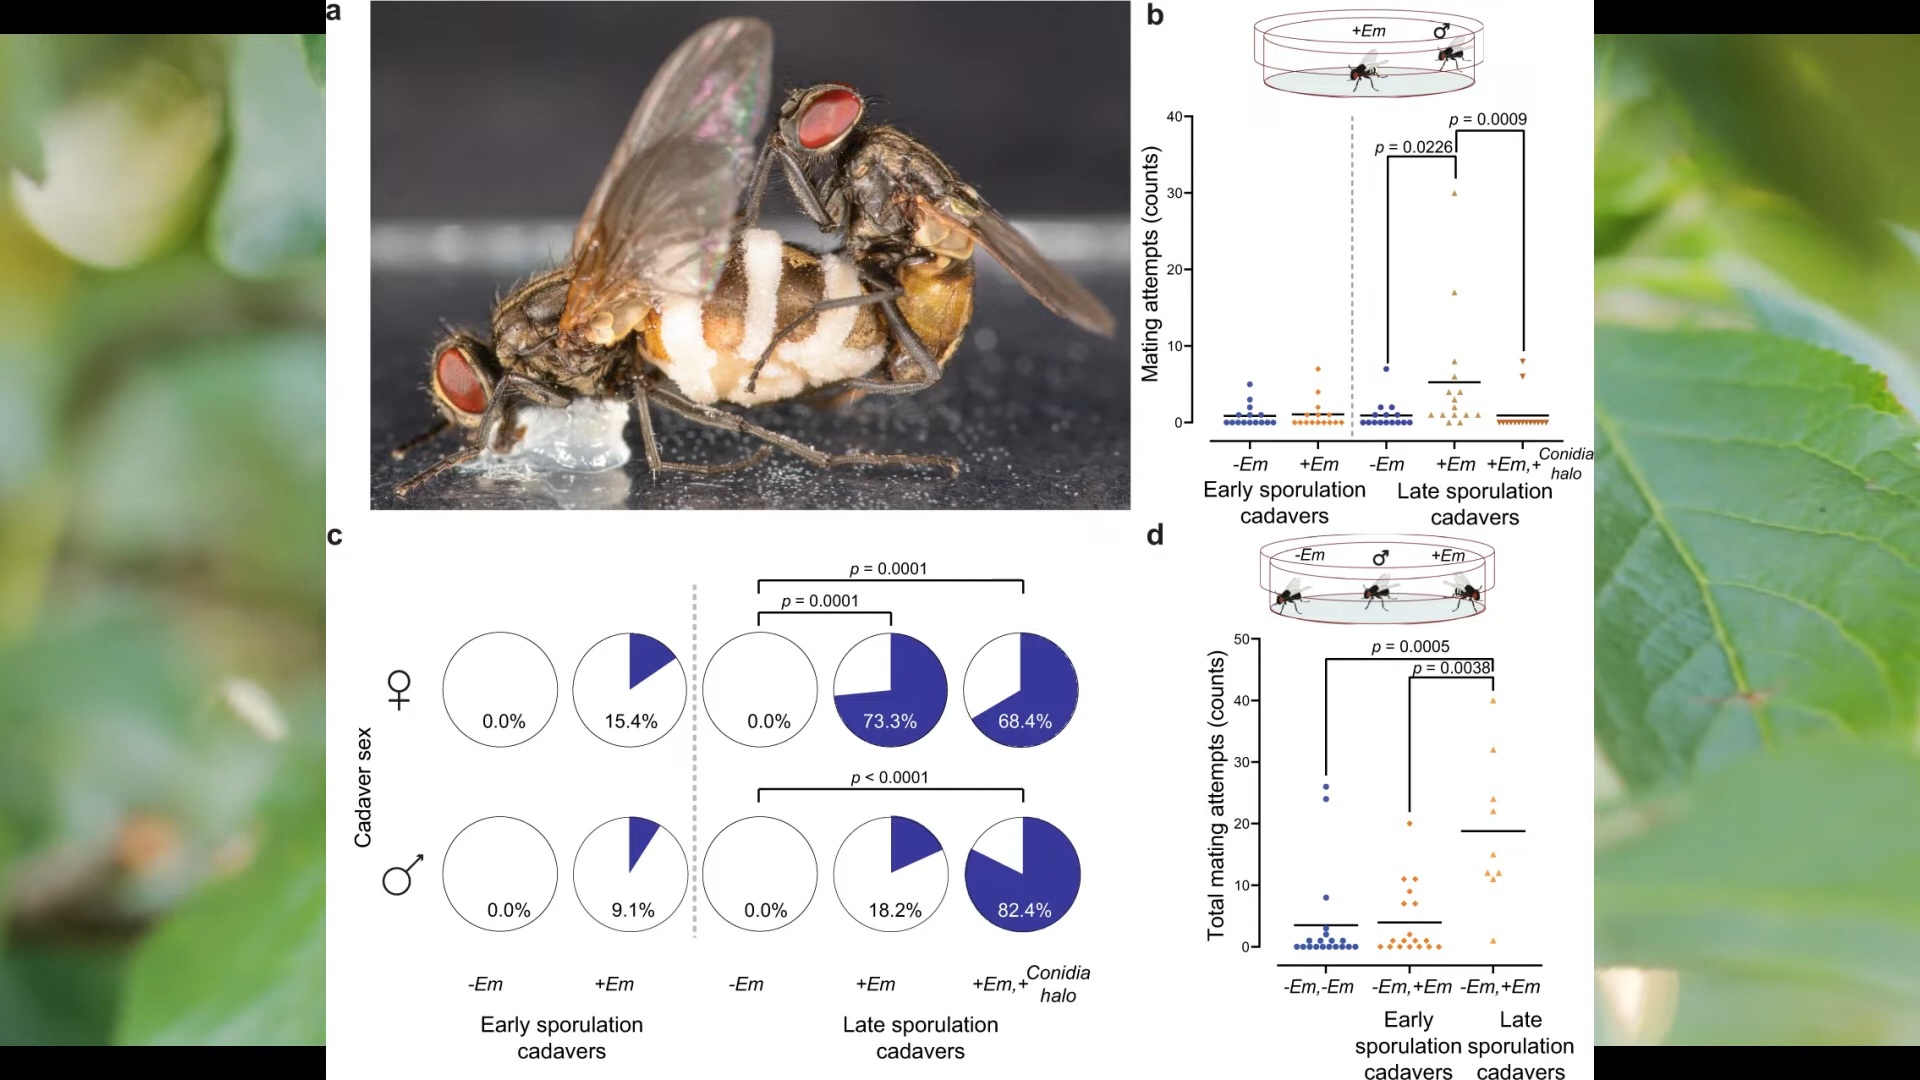 a
b
+Em ♂
Mating attempts (counts)
40
30
20
10
0
p = 0.0009
p = 0.0226
-Em +Em -Em +Em +Em,+ Conidia halo
Early sporulation
cadavers
Late sporulation
cadavers
c
Cadaver sex
♀
♂
p = 0.0001
p = 0.0001
0.0% 15.4% 0.0% 73.3% 68.4%
p < 0.0001
0.0% 9.1% 0.0% 18.2% 82.4%
-Em +Em -Em +Em +Em,+ Conidia halo
Early sporulation
cadavers
Late sporulation
cadavers
d
-Em ♂ +Em
Total mating attempts (counts)
50
40
30
20
10
0
p = 0.0005
p = 0.0038
-Em,-Em -Em,+Em -Em,+Em
Early
sporulation
cadavers
Late
sporulation
cadavers